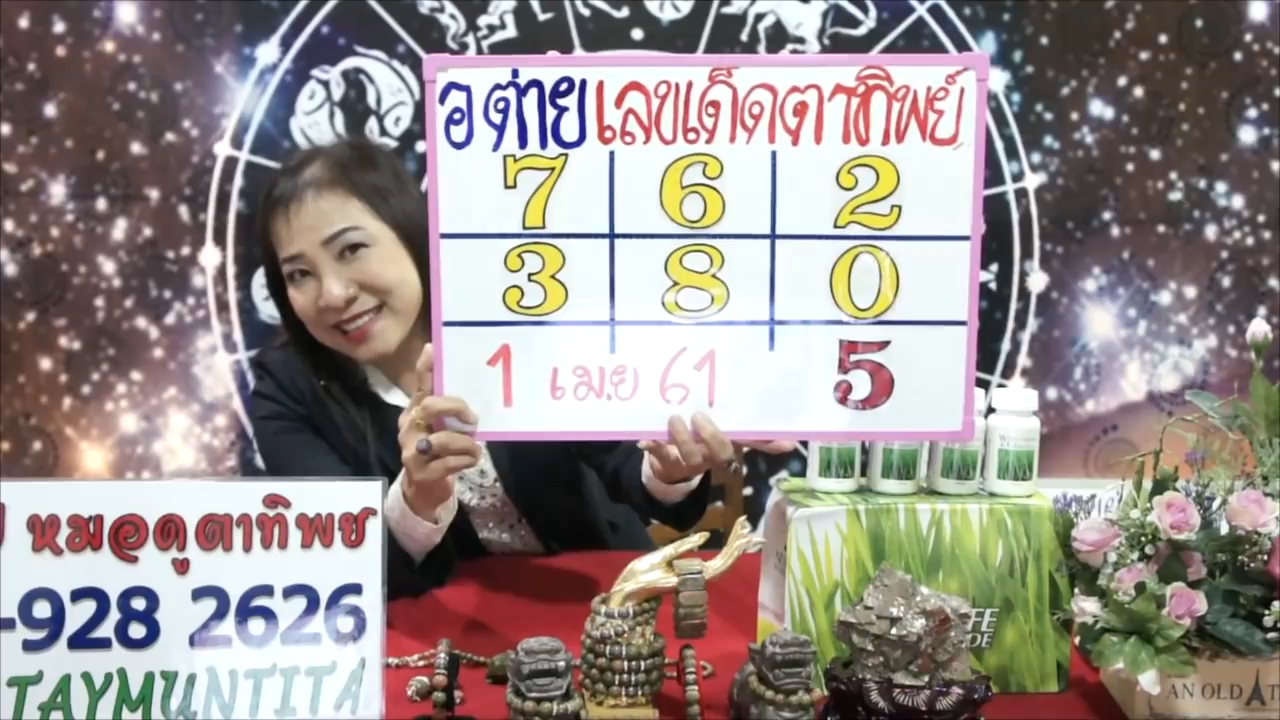 อ ต่าย เลขเด็ดตาทิพย์
7 6 2
3 8 0
1 เม.ย 61 5
หมอดูตาทิพย์
-928 2626
TAYMUNTITA
AN OLD